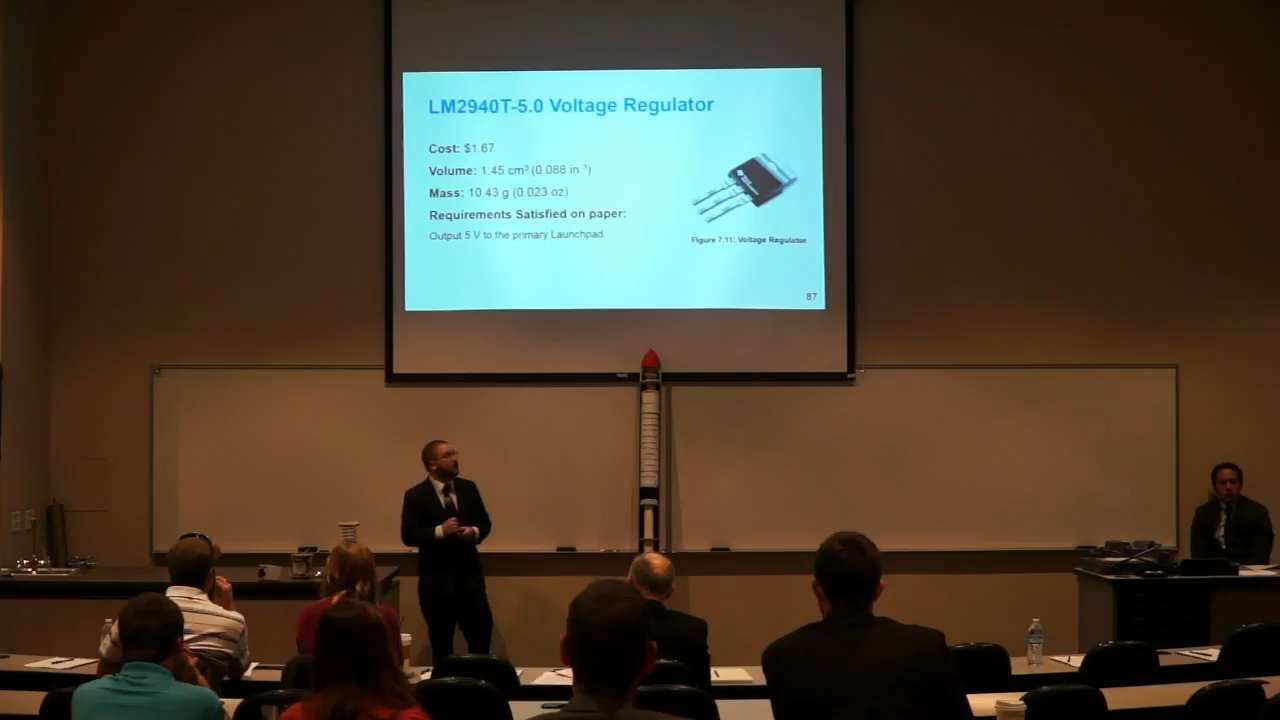 LM2940T-5.0 Voltage Regulator
Cost: $1.67
Volume: 1.45 cm³ (0.088 in.³)
Mass: 10.43 g (0.023 oz)
Requirements Satisfied on paper:
Output 5 V to the primary Launchpad
Figure 7.11: Voltage Regulator
87